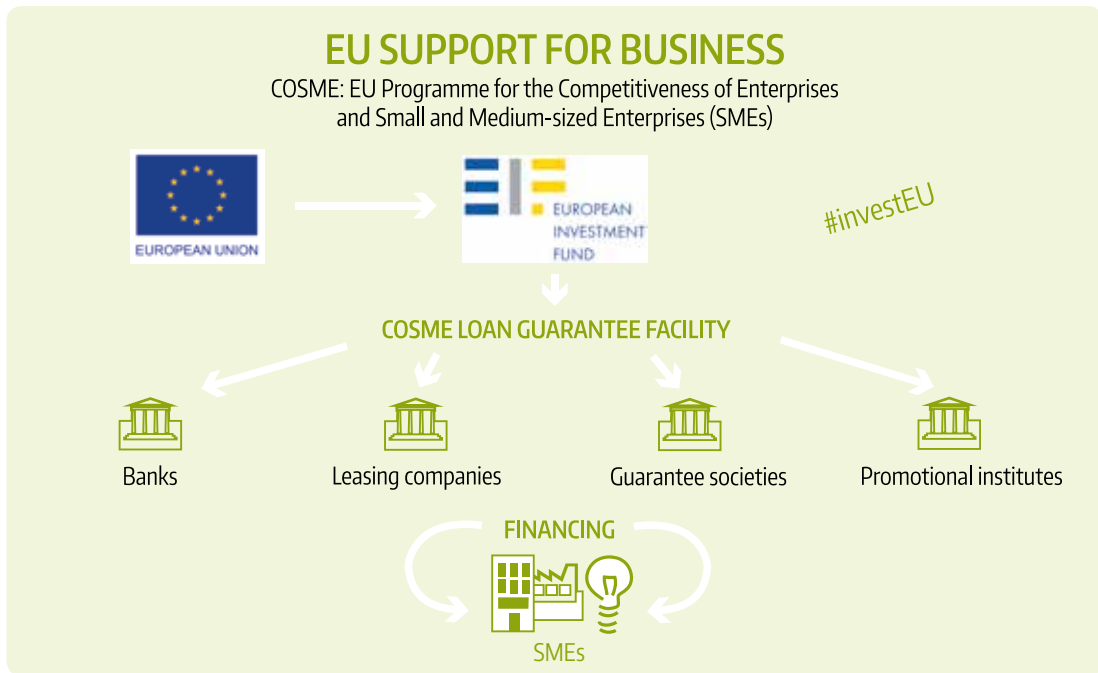 EU SUPPORT FOR BUSINESS
COSME: EU Programme for the Competitiveness of Enterprises
and Small and Medium-sized Enterprises (SMEs)
EUROPEAN UNION
EUROPEAN
INVESTMENT
FUND
#investEU
COSME LOAN GUARANTEE FACILITY
Banks
Leasing companies
Guarantee societies
Promotional institutes
FINANCING
SMEs